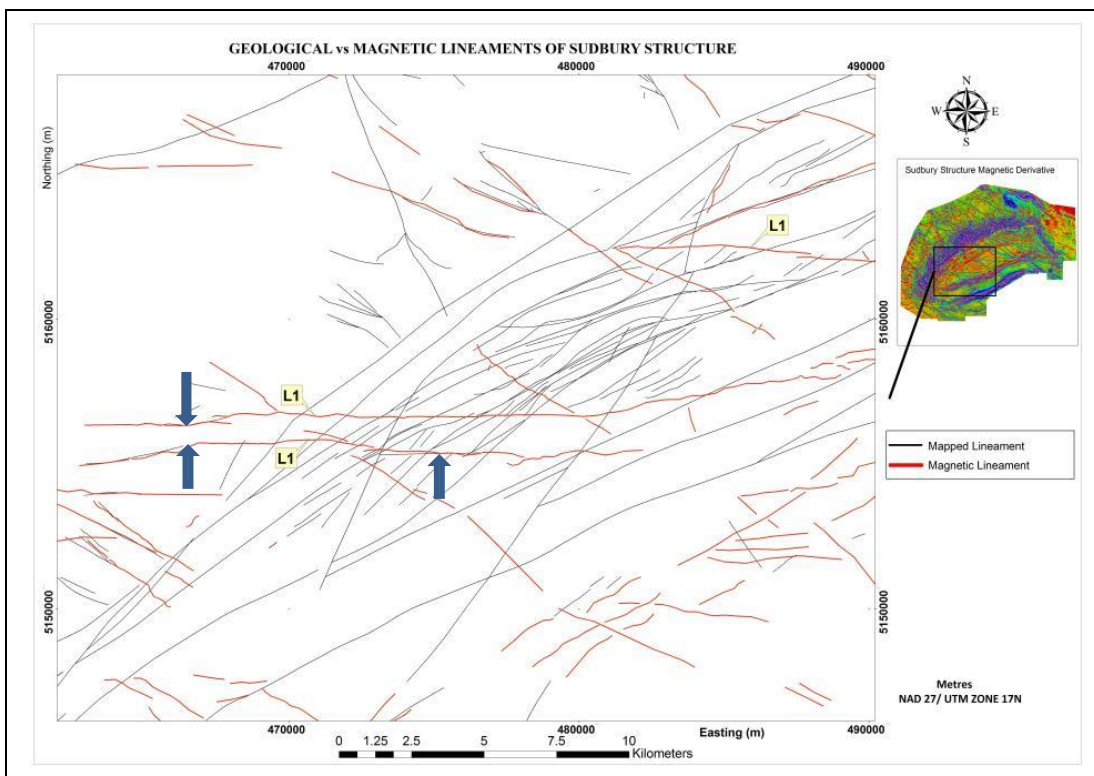 GEOLOGICAL vs MAGNETIC LINEAMENTS OF SUDBURY STRUCTURE
470000
480000
490000
N
W
E
S
Northing (m)
Sudbury Structure Magnetic Derivative
L1
5160000
5160000
L1
L1
Mapped Lineament
Magnetic Lineament
5150000
5150000
Metres
NAD 27/ UTM ZONE 17N
470000
480000
Easting (m)
490000
0 1.25 2.5 5 7.5 10
Kilometers